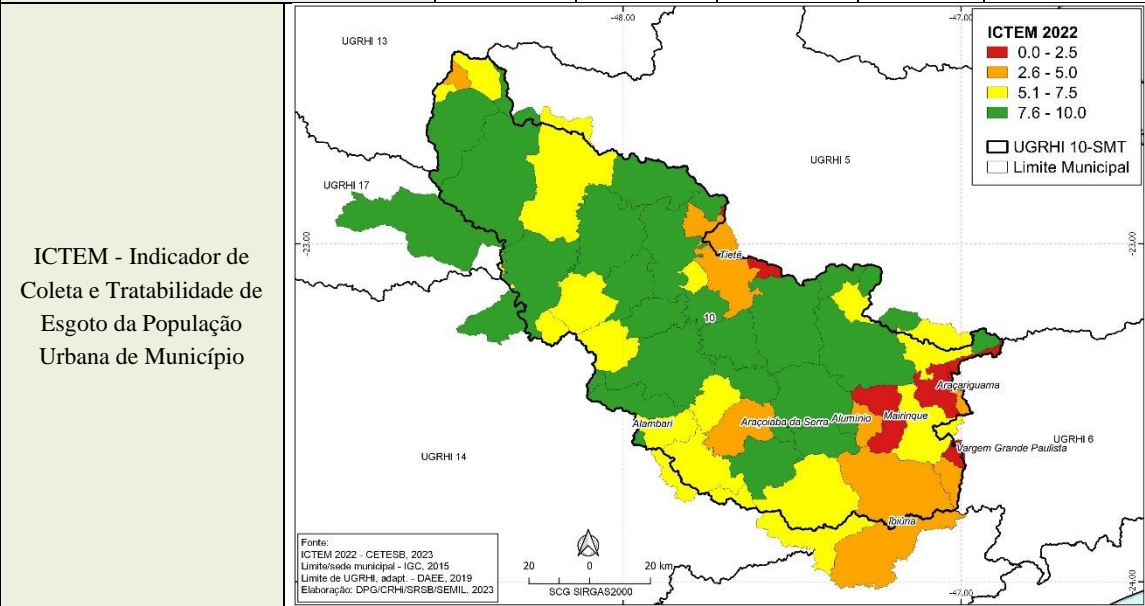 ICTEM - Indicador de
Coleta e Tratabilidade de
Esgoto da População
Urbana de Município
-48.00
-47.00
UGRHI 13
ICTEM 2022
0.0 - 2.5
2.6 - 5.0
5.1 - 7.5
7.6 - 10.0
UGRHI 10-SMT
Limite Municipal
UGRHI 5
UGRHI 17
-23.00
-23.00
Tietê
10
Araçariguama
Alambari
Araçoiaba da Serra
Alumínio
Mairinque
UGRHI 6
Vargem Grande Paulista
UGRHI 14
Ibiúna
Fonte:
ICTEM 2022 - CETESB, 2023
Limite/sede municipal - IGC, 2015
Limite de UGRHI, adapt. - DAEE, 2019
Elaboração: DPG/CRHi/SRSB/SEMIL, 2023
20 0 20 km
SCG SIRGAS2000
-48.00
-47.00
-24.00